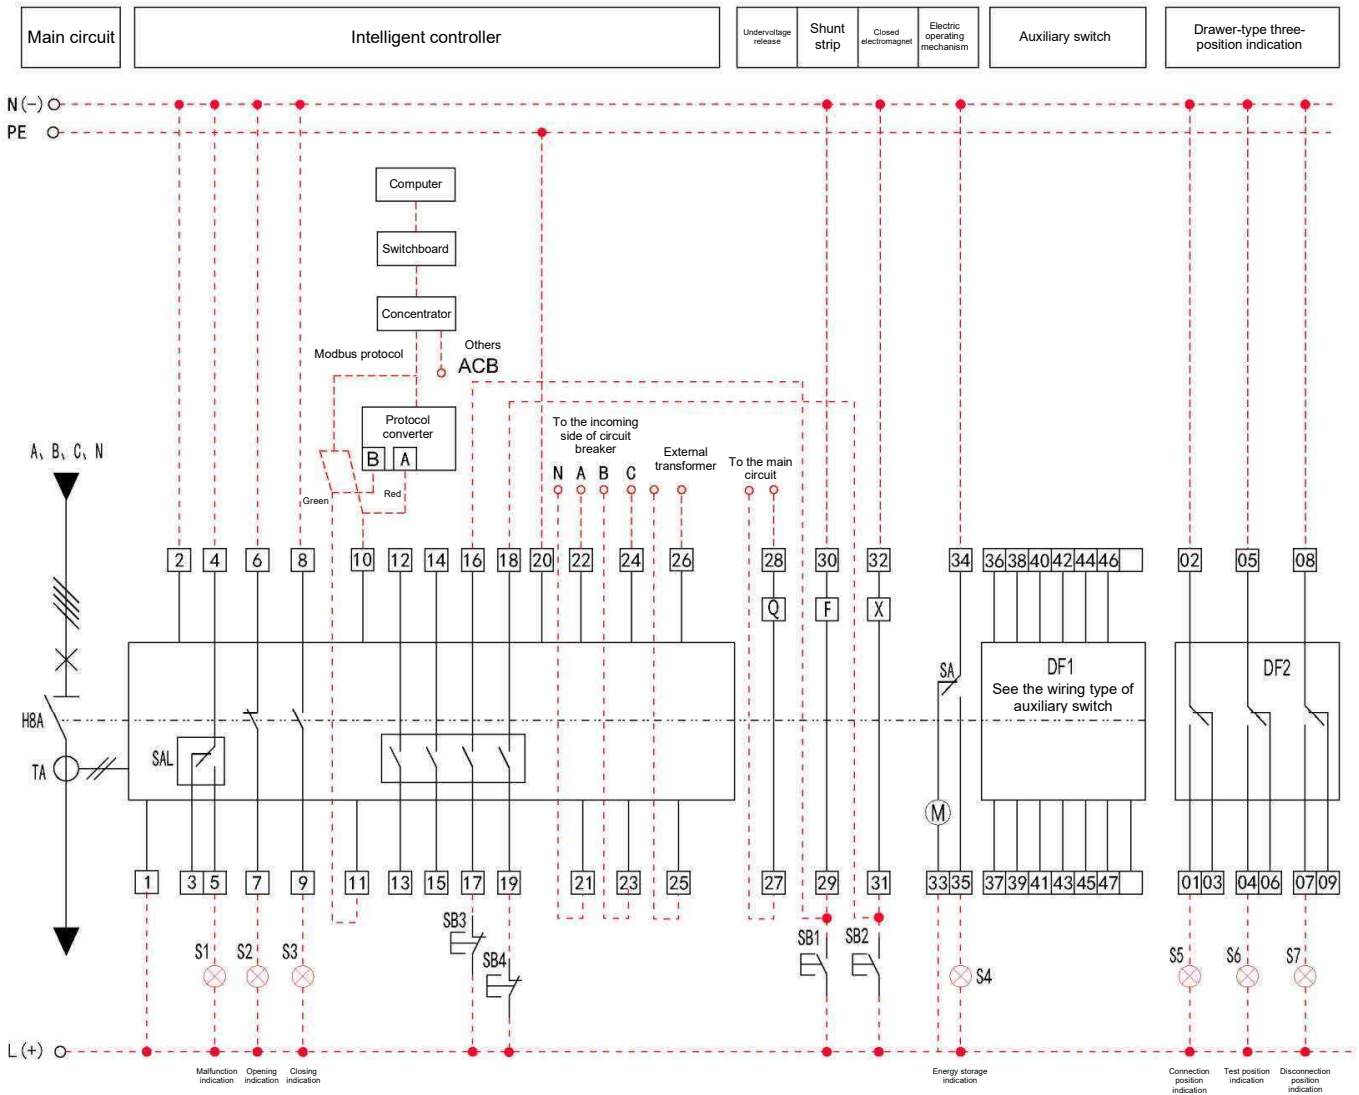 Main circuit
Intelligent controller
Undervoltage
release
Shunt
strip
Closed
electromagnet
Electric
operating
mechanism
Auxiliary switch
Drawer-type three-
position indication
N(-)
PE
Computer
Switchboard
Concentrator
Modbus protocol
Others
ACB
Protocol
converter
B A
Green
Red
To the incoming
side of circuit
breaker
N A B C
External
transformer
To the main
circuit
A、B、C、N
2 4 6 8 10 12 14 16 18 20 22 24 26 28 30 32 34 36 38 40 42 44 46 02 05 08
Q F X
H8A
TA
SAL
SA
M
DF1
See the wiring type of
auxiliary switch
DF2
1 3 5 7 9 11 13 15 17 19 21 23 25 27 29 31 33 35 37 39 41 43 45 47 01 03 04 06 07 09
SB3
SB4
SB1
SB2
S1 S2 S3 S4 S5 S6 S7
L(+)
Malfunction
indication
Opening
indication
Closing
indication
Energy storage
indication
Connection
position
indication
Test position
indication
Disconnection
position
indication